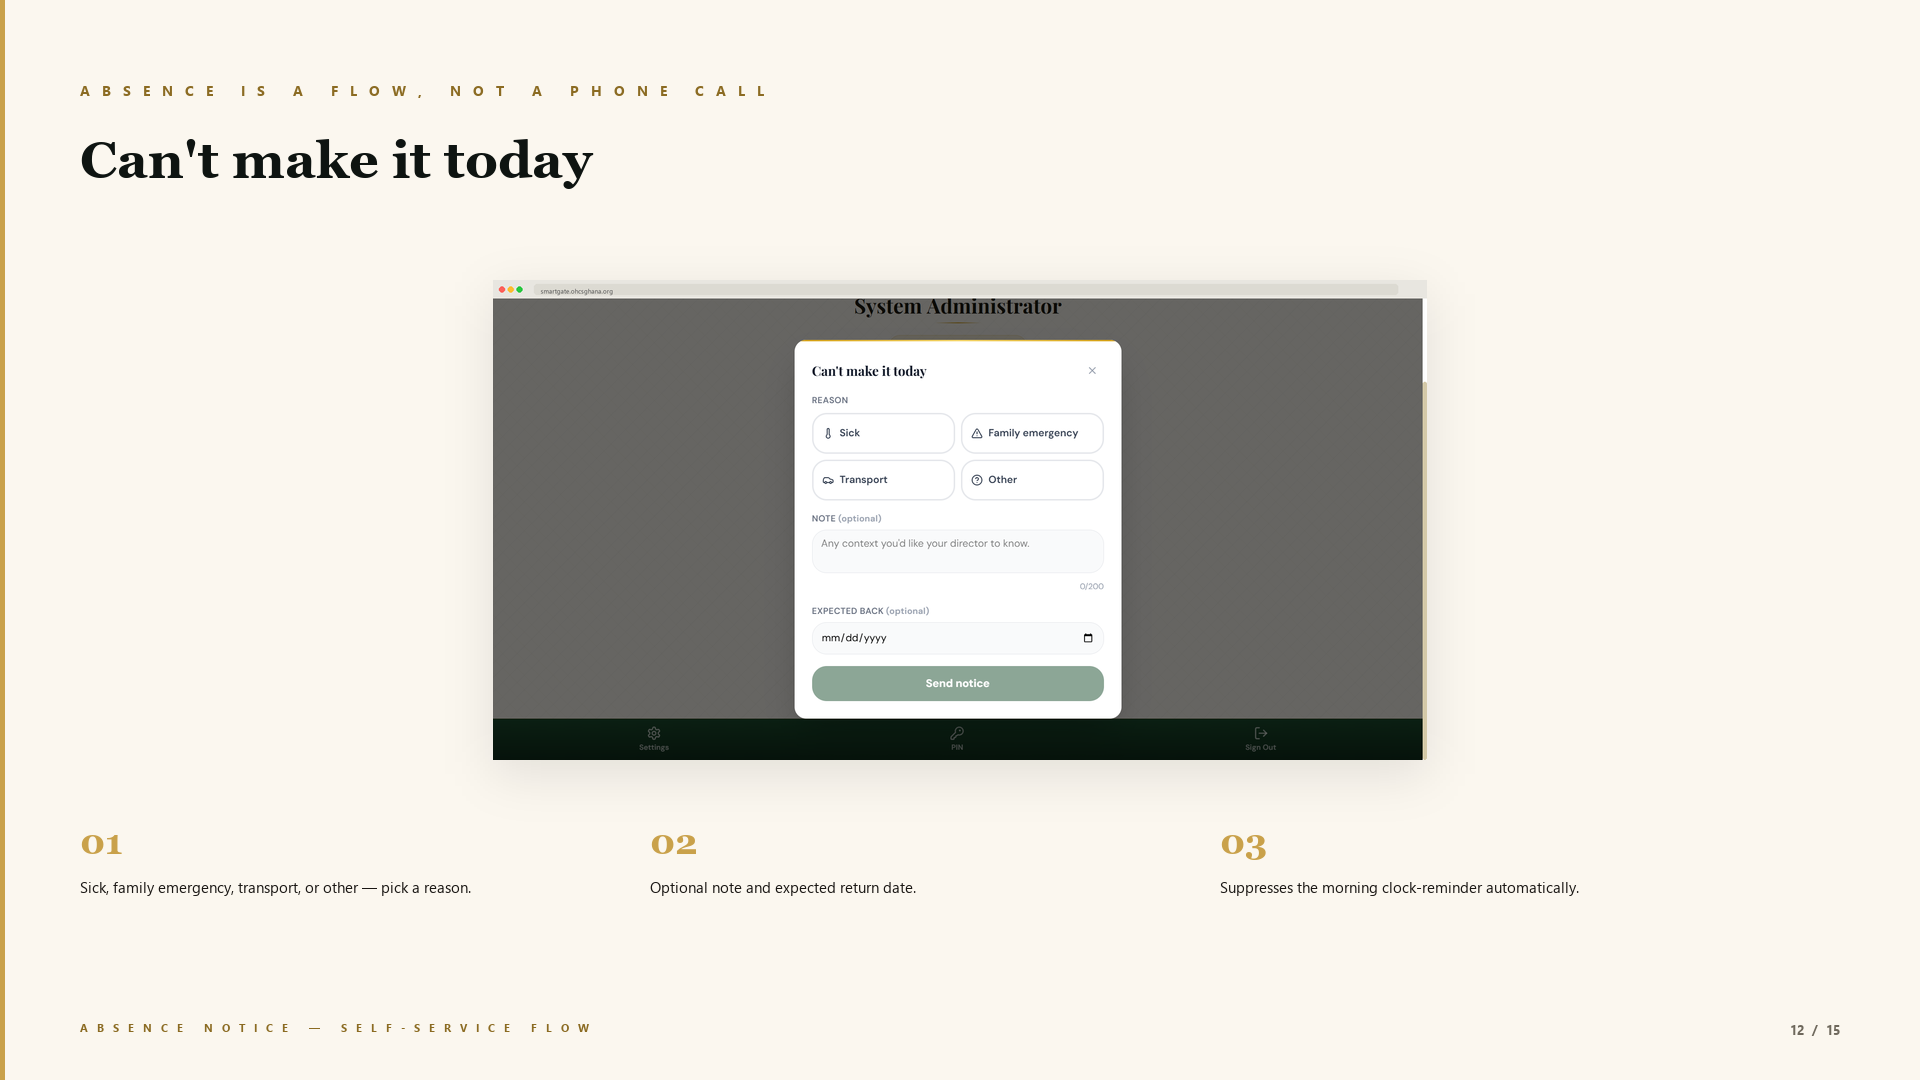 ABSENCE IS A FLOW, NOT A PHONE CALL
Can't make it today
smartgate.ohcsghana.org
System Administrator
Can't make it today
REASON
Sick
Family emergency
Transport
Other
NOTE (optional)
Any context you'd like your director to know.
0/200
EXPECTED BACK (optional)
mm/dd/yyyy
Send notice
Settings
PIN
Sign Out
01
Sick, family emergency, transport, or other — pick a reason.
02
Optional note and expected return date.
03
Suppresses the morning clock-reminder automatically.
ABSENCE NOTICE — SELF-SERVICE FLOW
12 / 15